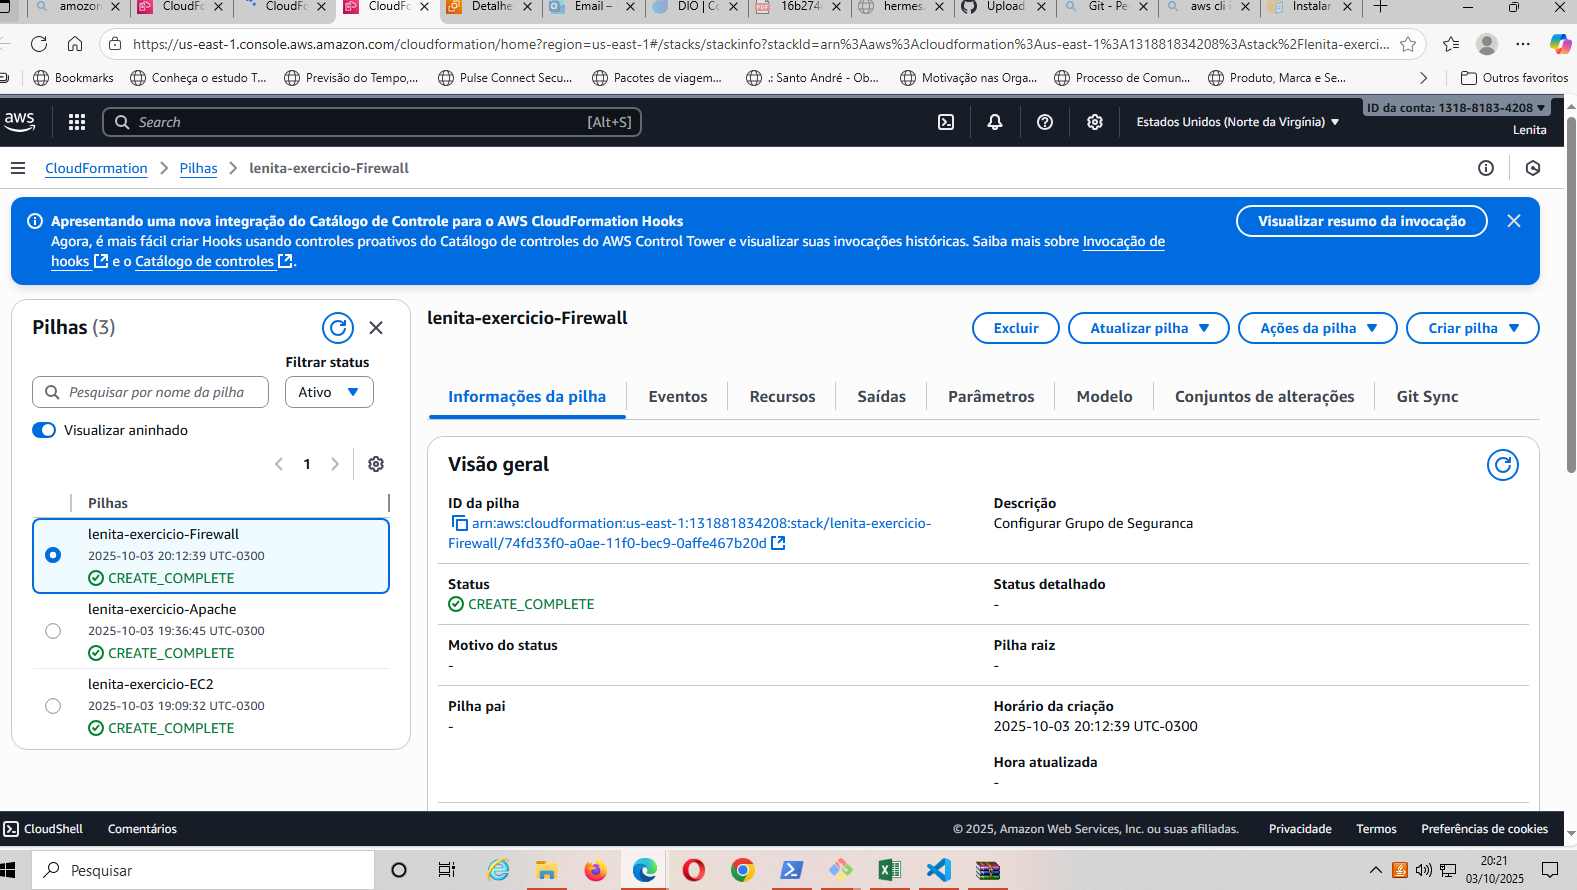 amozon
CloudFo
CloudFo
CloudFo
Detalhe
Email –
DIO | Co
16b274
hermes.
Upload
Git - Pe
aws cli i
Instalar
https://us-east-1.console.aws.amazon.com/cloudformation/home?region=us-east-1#/stacks/stackinfo?stackId=arn%3Aaws%3Acloudformation%3Aus-east-1%3A131881834208%3Astack%2Flenita-exerci...
Bookmarks
Conheça o estudo T...
Previsão do Tempo,...
Pulse Connect Secu...
Pacotes de viagem...
.: Santo André - Ob...
Motivação nas Orga...
Processo de Comun...
Produto, Marca e Se...
Outros favoritos
aws
Search
[Alt+S]
Estados Unidos (Norte da Virgínia)
ID da conta: 1318-8183-4208
Lenita
CloudFormation
Pilhas
lenita-exercicio-Firewall
Apresentando uma nova integração do Catálogo de Controle para o AWS CloudFormation Hooks
Agora, é mais fácil criar Hooks usando controles proativos do Catálogo de controles do AWS Control Tower e visualizar suas invocações históricas. Saiba mais sobre Invocação de
hooks e o Catálogo de controles .
Visualizar resumo da invocação
Pilhas (3)
Filtrar status
Pesquisar por nome da pilha
Ativo
Visualizar aninhado
1
Pilhas
lenita-exercicio-Firewall
2025-10-03 20:12:39 UTC-0300
CREATE_COMPLETE
lenita-exercicio-Apache
2025-10-03 19:36:45 UTC-0300
CREATE_COMPLETE
lenita-exercicio-EC2
2025-10-03 19:09:32 UTC-0300
CREATE_COMPLETE
lenita-exercicio-Firewall
Excluir
Atualizar pilha
Ações da pilha
Criar pilha
Informações da pilha
Eventos
Recursos
Saídas
Parâmetros
Modelo
Conjuntos de alterações
Git Sync
Visão geral
ID da pilha
arn:aws:cloudformation:us-east-1:131881834208:stack/lenita-exercicio-
Firewall/74fd33f0-a0ae-11f0-bec9-0affe467b20d
Descrição
Configurar Grupo de Seguranca
Status
CREATE_COMPLETE
Status detalhado
-
Motivo do status
-
Pilha raiz
-
Pilha pai
-
Horário da criação
2025-10-03 20:12:39 UTC-0300
Hora atualizada
-
CloudShell
Comentários
© 2025, Amazon Web Services, Inc. ou suas afiliadas.
Privacidade
Termos
Preferências de cookies
Pesquisar
20:21
03/10/2025